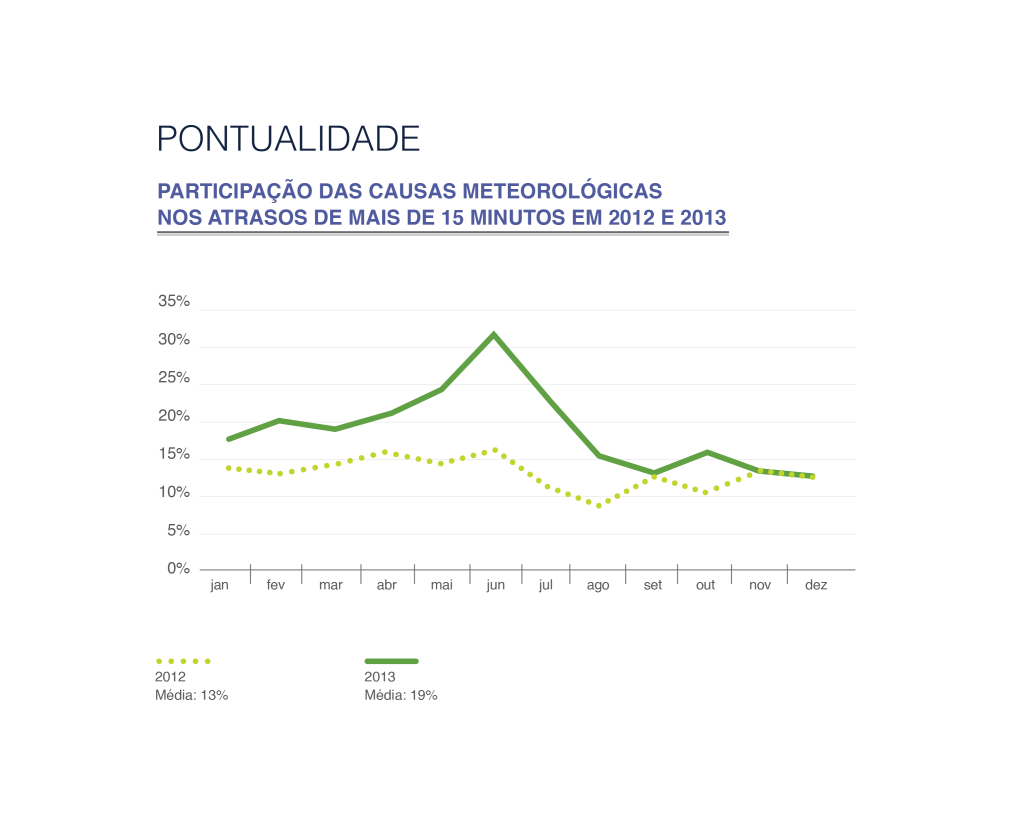 PONTUALIDADE
PARTICIPAÇÃO DAS CAUSAS METEOROLÓGICAS
NOS ATRASOS DE MAIS DE 15 MINUTOS EM 2012 E 2013
35%
30%
25%
20%
15%
10%
5%
0%
jan fev mar abr mai jun jul ago set out nov dez
2012 2013
Média: 13% Média: 19%